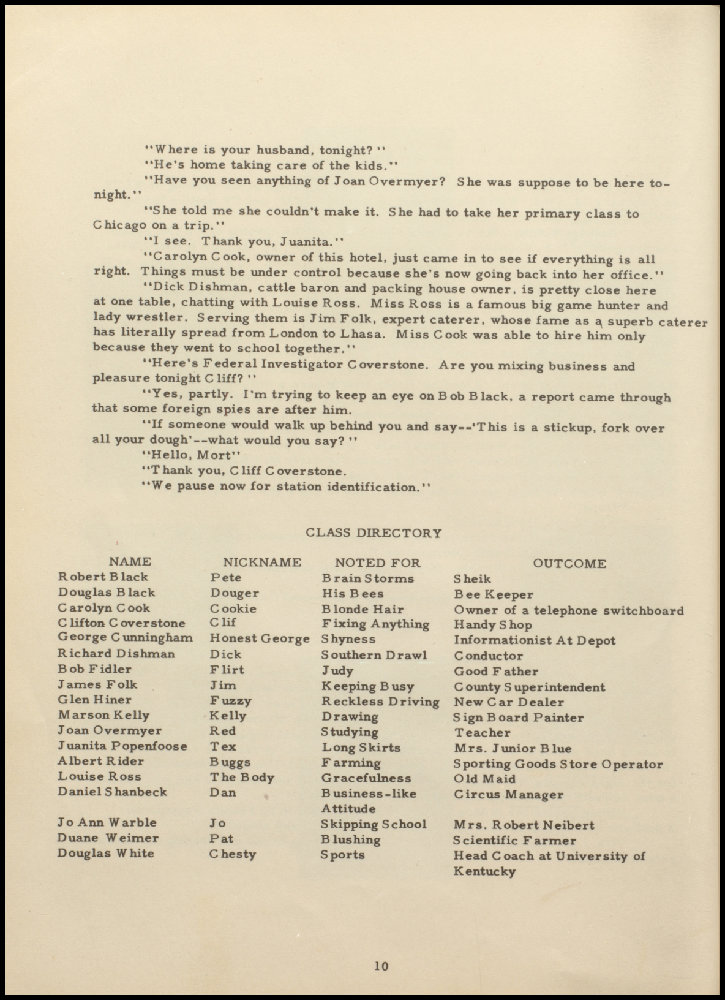 "Where is your husband, tonight? "
"He's home taking care of the kids."
"Have you seen anything of Joan Overmyer? She was suppose to be here to-
night."
"She told me she couldn't make it. She had to take her primary class to
Chicago on a trip."
"I see. Thank you, Juanita."
"Carolyn Cook, owner of this hotel, just came in to see if everything is all
right. Things must be under control because she's now going back into her office."
"Dick Dishman, cattle baron and packing house owner, is pretty close here
at one table, chatting with Louise Ross. Miss Ross is a famous big game hunter and
lady wrestler. Serving them is Jim Folk, expert caterer, whose fame as a superb caterer
has literally spread from London to Lhasa. Miss Cook was able to hire him only
because they went to school together."
"Here's Federal Investigator Coverstone. Are you mixing business and
pleasure tonight Cliff? "
"Yes, partly. I'm trying to keep an eye on Bob Black, a report came through
that some foreign spies are after him.
"If someone would walk up behind you and say--'This is a stickup, fork over
all your dough'--what would you say? "
"Hello, Mort"
"Thank you, Cliff Coverstone.
"We pause now for station identification."
CLASS DIRECTORY
NAME NICKNAME NOTED FOR OUTCOME
Robert Black Pete Brain Storms Sheik
Douglas Black Douger His Bees Bee Keeper
Carolyn Cook Cookie Blonde Hair Owner of a telephone switchboard
Clifton Coverstone Clif Fixing Anything Handy Shop
George Cunningham Honest George Shyness Informationist At Depot
Richard Dishman Dick Southern Drawl Conductor
Bob Fidler Flirt Judy Good Father
James Folk Jim Keeping Busy County Superintendent
Glen Hiner Fuzzy Reckless Driving New Car Dealer
Marson Kelly Kelly Drawing Sign Board Painter
Joan Overmyer Red Studying Teacher
Juanita Popenfoose Tex Long Skirts Mrs. Junior Blue
Albert Rider Buggs Farming Sporting Goods Store Operator
Louise Ross The Body Gracefulness Old Maid
Daniel Shanbeck Dan Business-like Circus Manager
Attitude
Jo Ann Warble Jo Skipping School Mrs. Robert Neibert
Duane Weimer Pat Blushing Scientific Farmer
Douglas White Chesty Sports Head Coach at University of
Kentucky
10